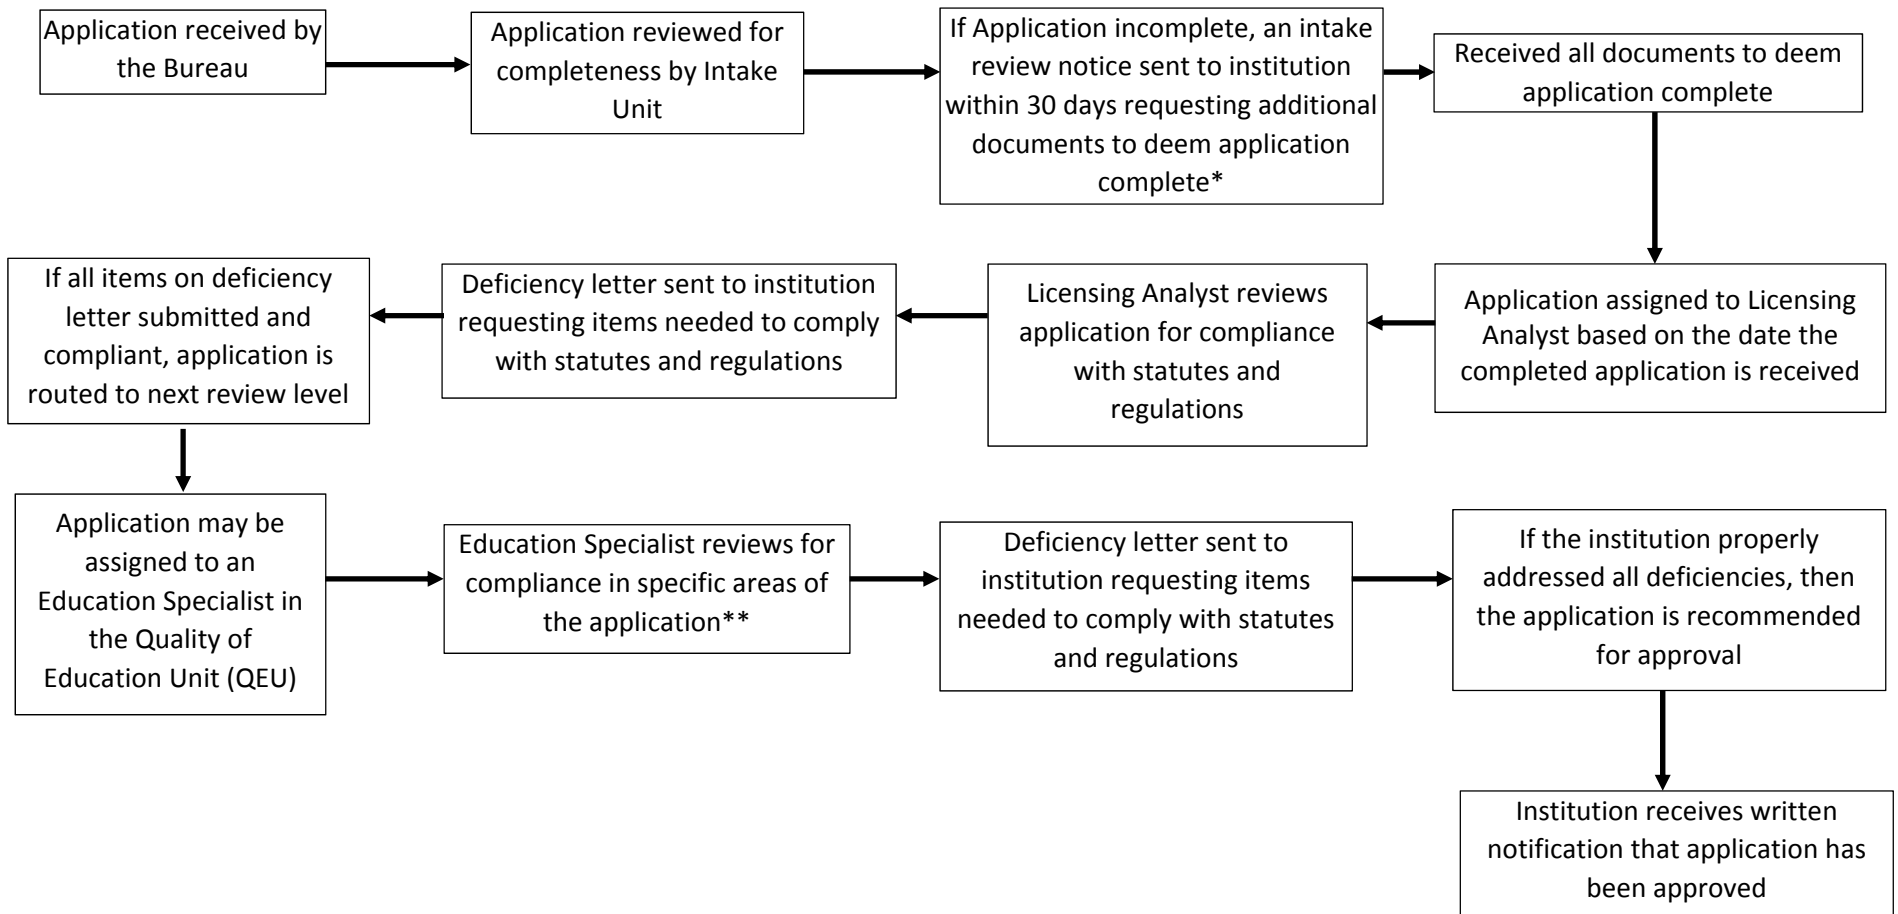 Application received by
the Bureau
Application reviewed for
completeness by Intake
Unit
If Application incomplete, an intake
review notice sent to institution
within 30 days requesting additional
documents to deem application
complete*
Received all documents to deem
application complete
Application assigned to Licensing
Analyst based on the date the
completed application is received
Licensing Analyst reviews
application for compliance
with statutes and
regulations
Deficiency letter sent to institution
requesting items needed to comply
with statutes and regulations
If all items on deficiency
letter submitted and
compliant, application is
routed to next review level
Application may be
assigned to an
Education Specialist in
the Quality of
Education Unit (QEU)
Education Specialist reviews for
compliance in specific areas of
the application**
Deficiency letter sent to
institution requesting items
needed to comply with statutes
and regulations
If the institution properly
addressed all deficiencies, then
the application is recommended
for approval
Institution receives written
notification that application has
been approved